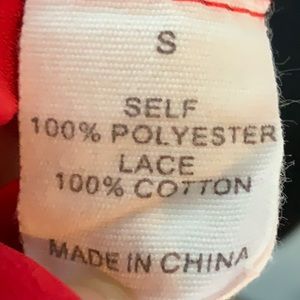 S
SELF
100% POLYESTER
LACE
100% COTTON
MADE IN CHINA